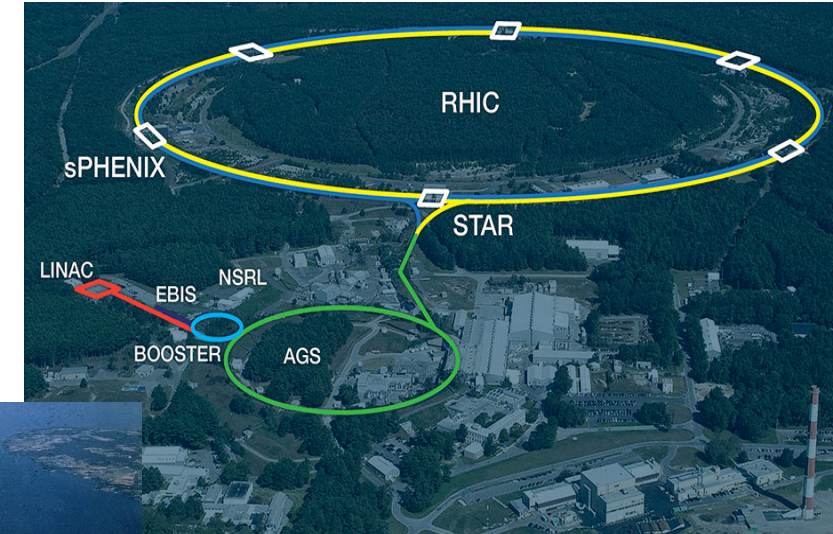 RHIC
sPHENIX
STAR
LINAC
EBIS
NSRL
BOOSTER
AGS